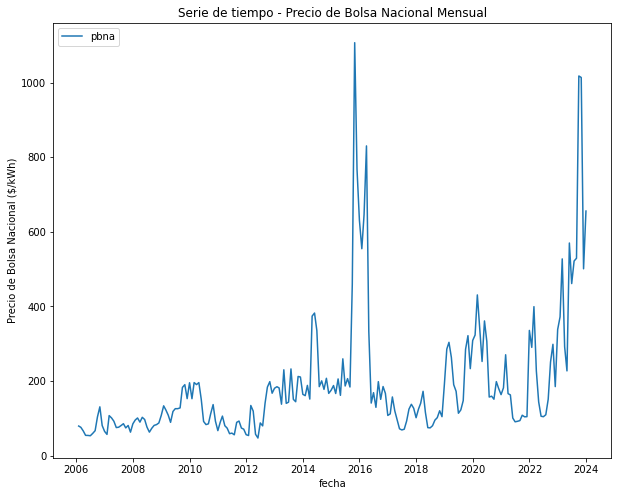 Serie de tiempo - Precio de Bolsa Nacional Mensual
pbna
Precio de Bolsa Nacional ($/kWh)
1000
800
600
400
200
0
2006 2008 2010 2012 2014 2016 2018 2020 2022 2024
fecha